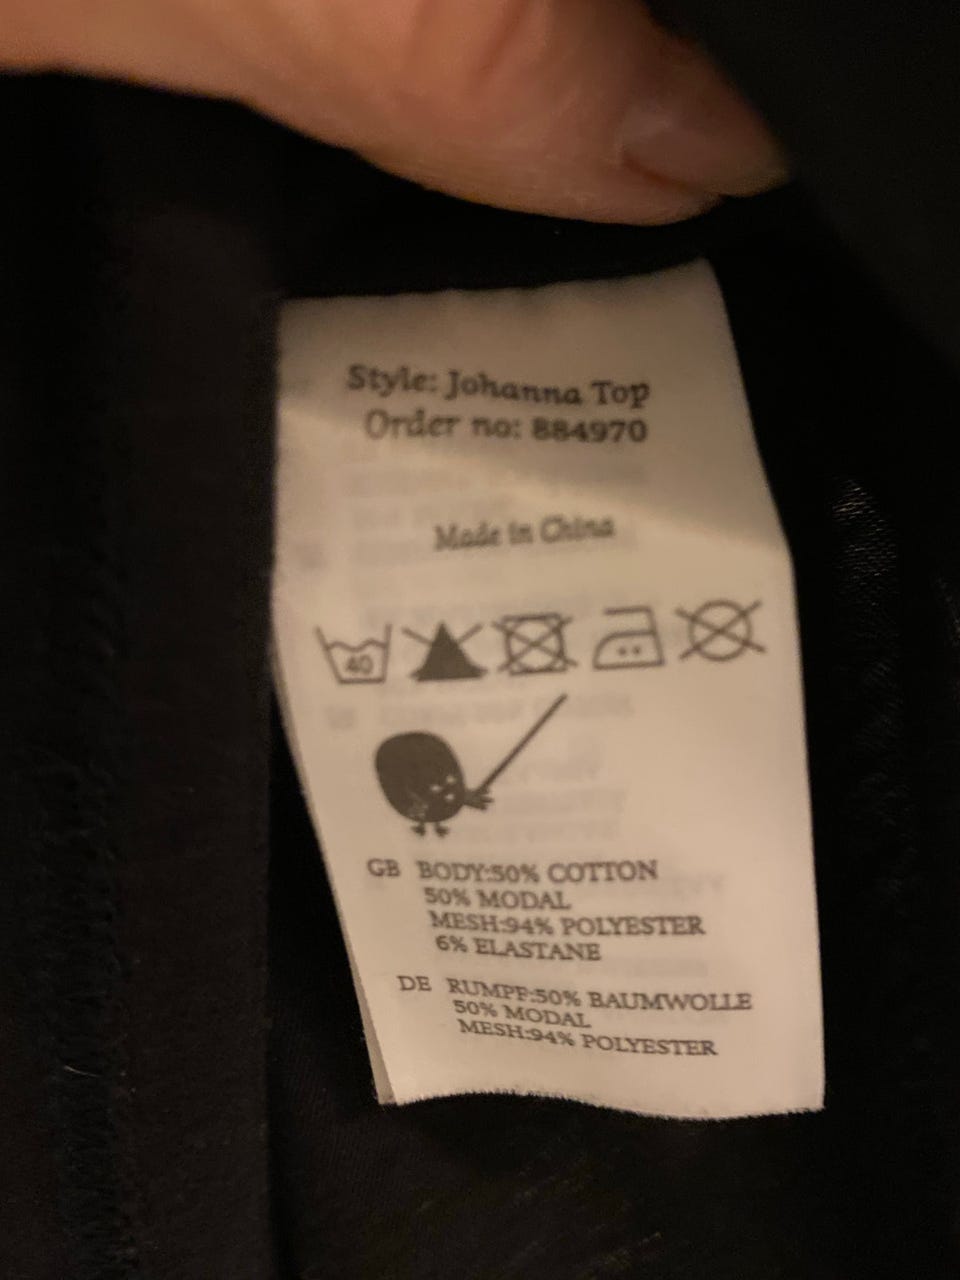 Style: Johanna Top
Order no: 884970
Made in China
40
GB BODY:50% COTTON
50% MODAL
MESH:94% POLYESTER
6% ELASTANE
DE RUMPF:50% BAUMWOLLE
50% MODAL
MESH:94% POLYESTER